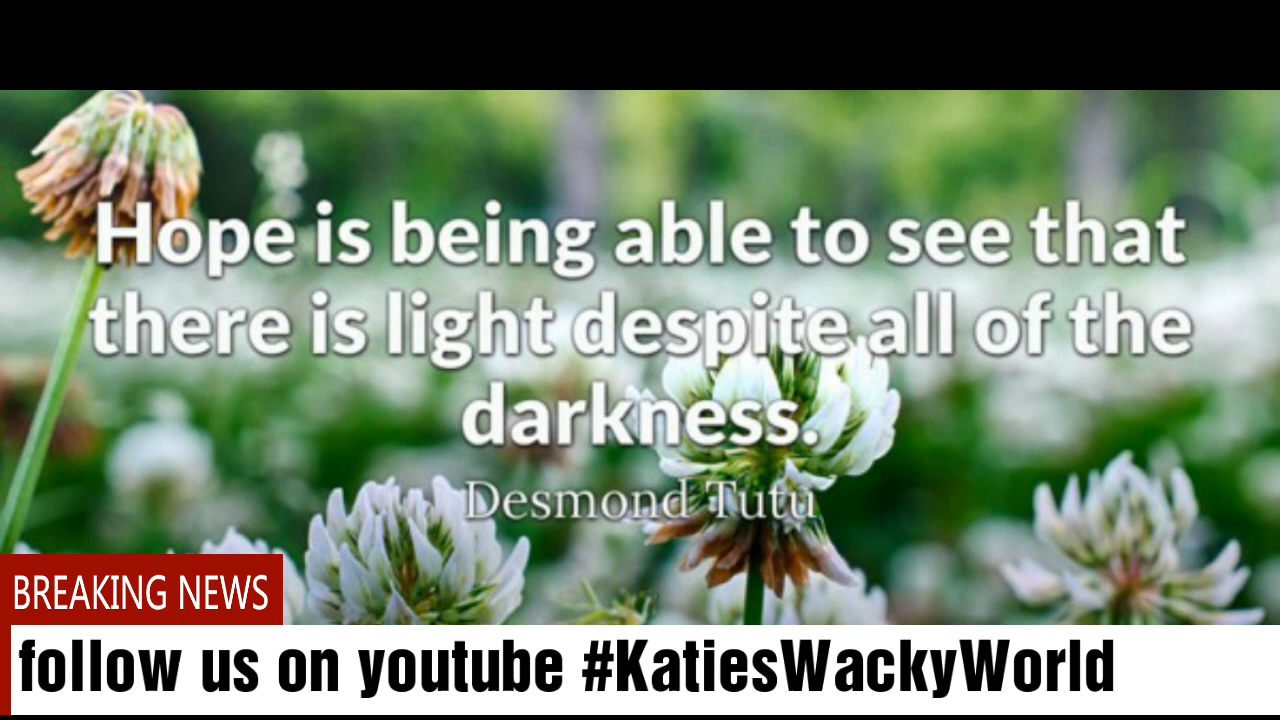 Hope is being able to see that
there is light despite all of the
darkness.
Desmond Tutu
BREAKING NEWS
follow us on youtube #KatiesWackyWorld